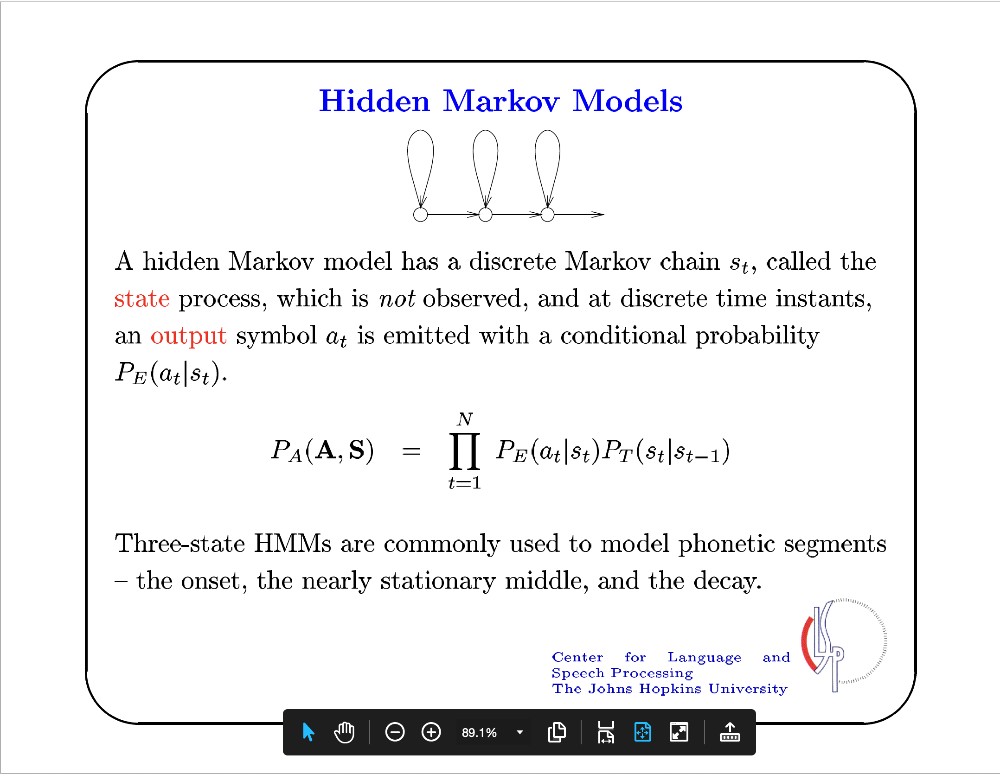 Hidden Markov Models
A hidden Markov model has a discrete Markov chain s_t, called the
state process, which is not observed, and at discrete time instants,
an output symbol a_t is emitted with a conditional probability
P_E(a_t|s_t).
P_A(A, S) = ∏_{t=1}^{N} P_E(a_t|s_t)P_T(s_t|s_{t−1})
Three-state HMMs are commonly used to model phonetic segments
– the onset, the nearly stationary middle, and the decay.
Center for Language and
Speech Processing
The Johns Hopkins University
LSP
89.1%